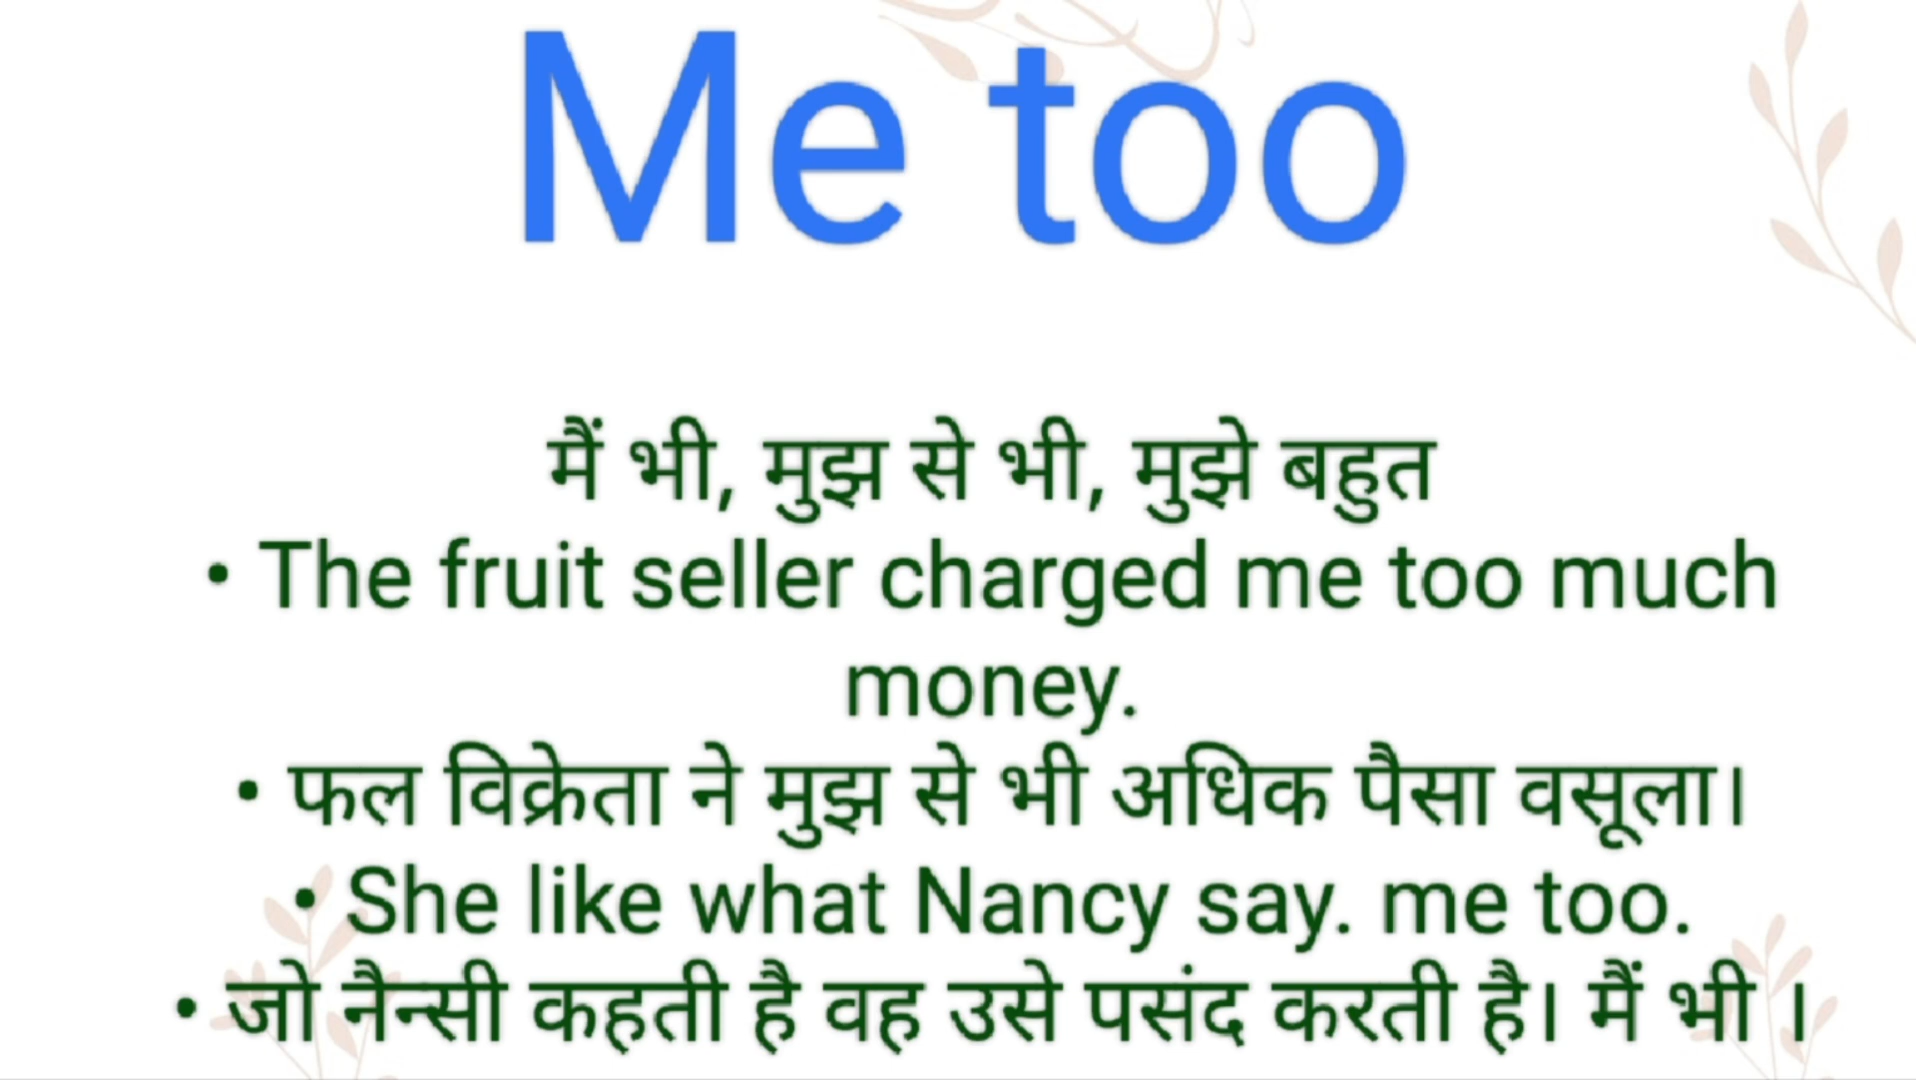 Me too
मैं भी, मुझ से भी, मुझे बहुत
• The fruit seller charged me too much
money.
• फल विक्रेता ने मुझ से भी अधिक पैसा वसूला।
• She like what Nancy say. me too.
• जो नैन्सी कहती है वह उसे पसंद करती है। मैं भी ।